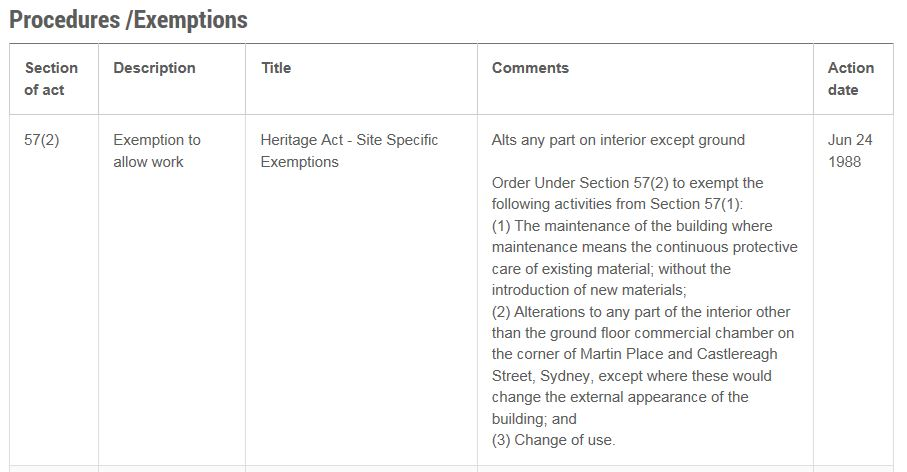 Procedures /Exemptions
Section of act
Description
Title
Comments
Action date
57(2)
Exemption to allow work
Heritage Act - Site Specific Exemptions
Alts any part on interior except ground
Order Under Section 57(2) to exempt the
following activities from Section 57(1):
(1) The maintenance of the building where
maintenance means the continuous protective
care of existing material; without the
introduction of new materials;
(2) Alterations to any part of the interior other
than the ground floor commercial chamber on
the corner of Martin Place and Castlereagh
Street, Sydney, except where these would
change the external appearance of the
building; and
(3) Change of use.
Jun 24
1988